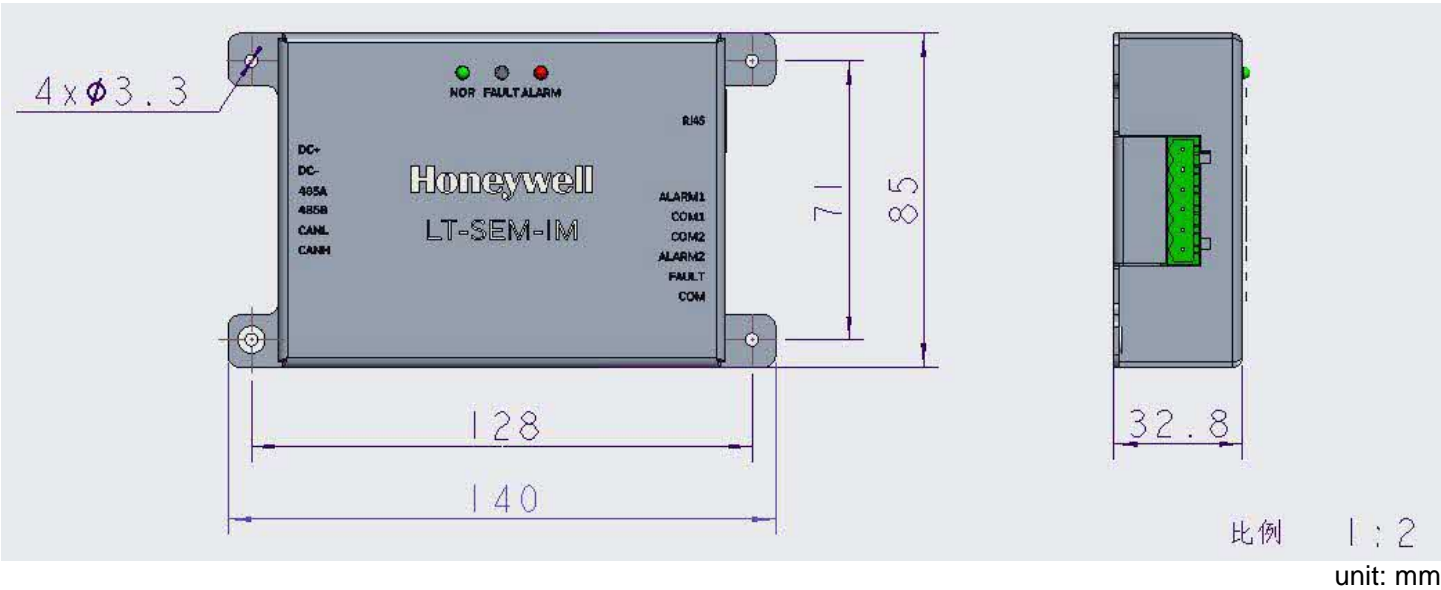 4xø3.3
NOR FAULT ALARM
RJ45
DC+
DC-
485A
485B
CANL
CANH
Honeywell
LT-SEM-IM
ALARM1
COM1
COM2
ALARM2
FAULT
COM
71
85
128
140
32.8
比例 1:2
unit: mm